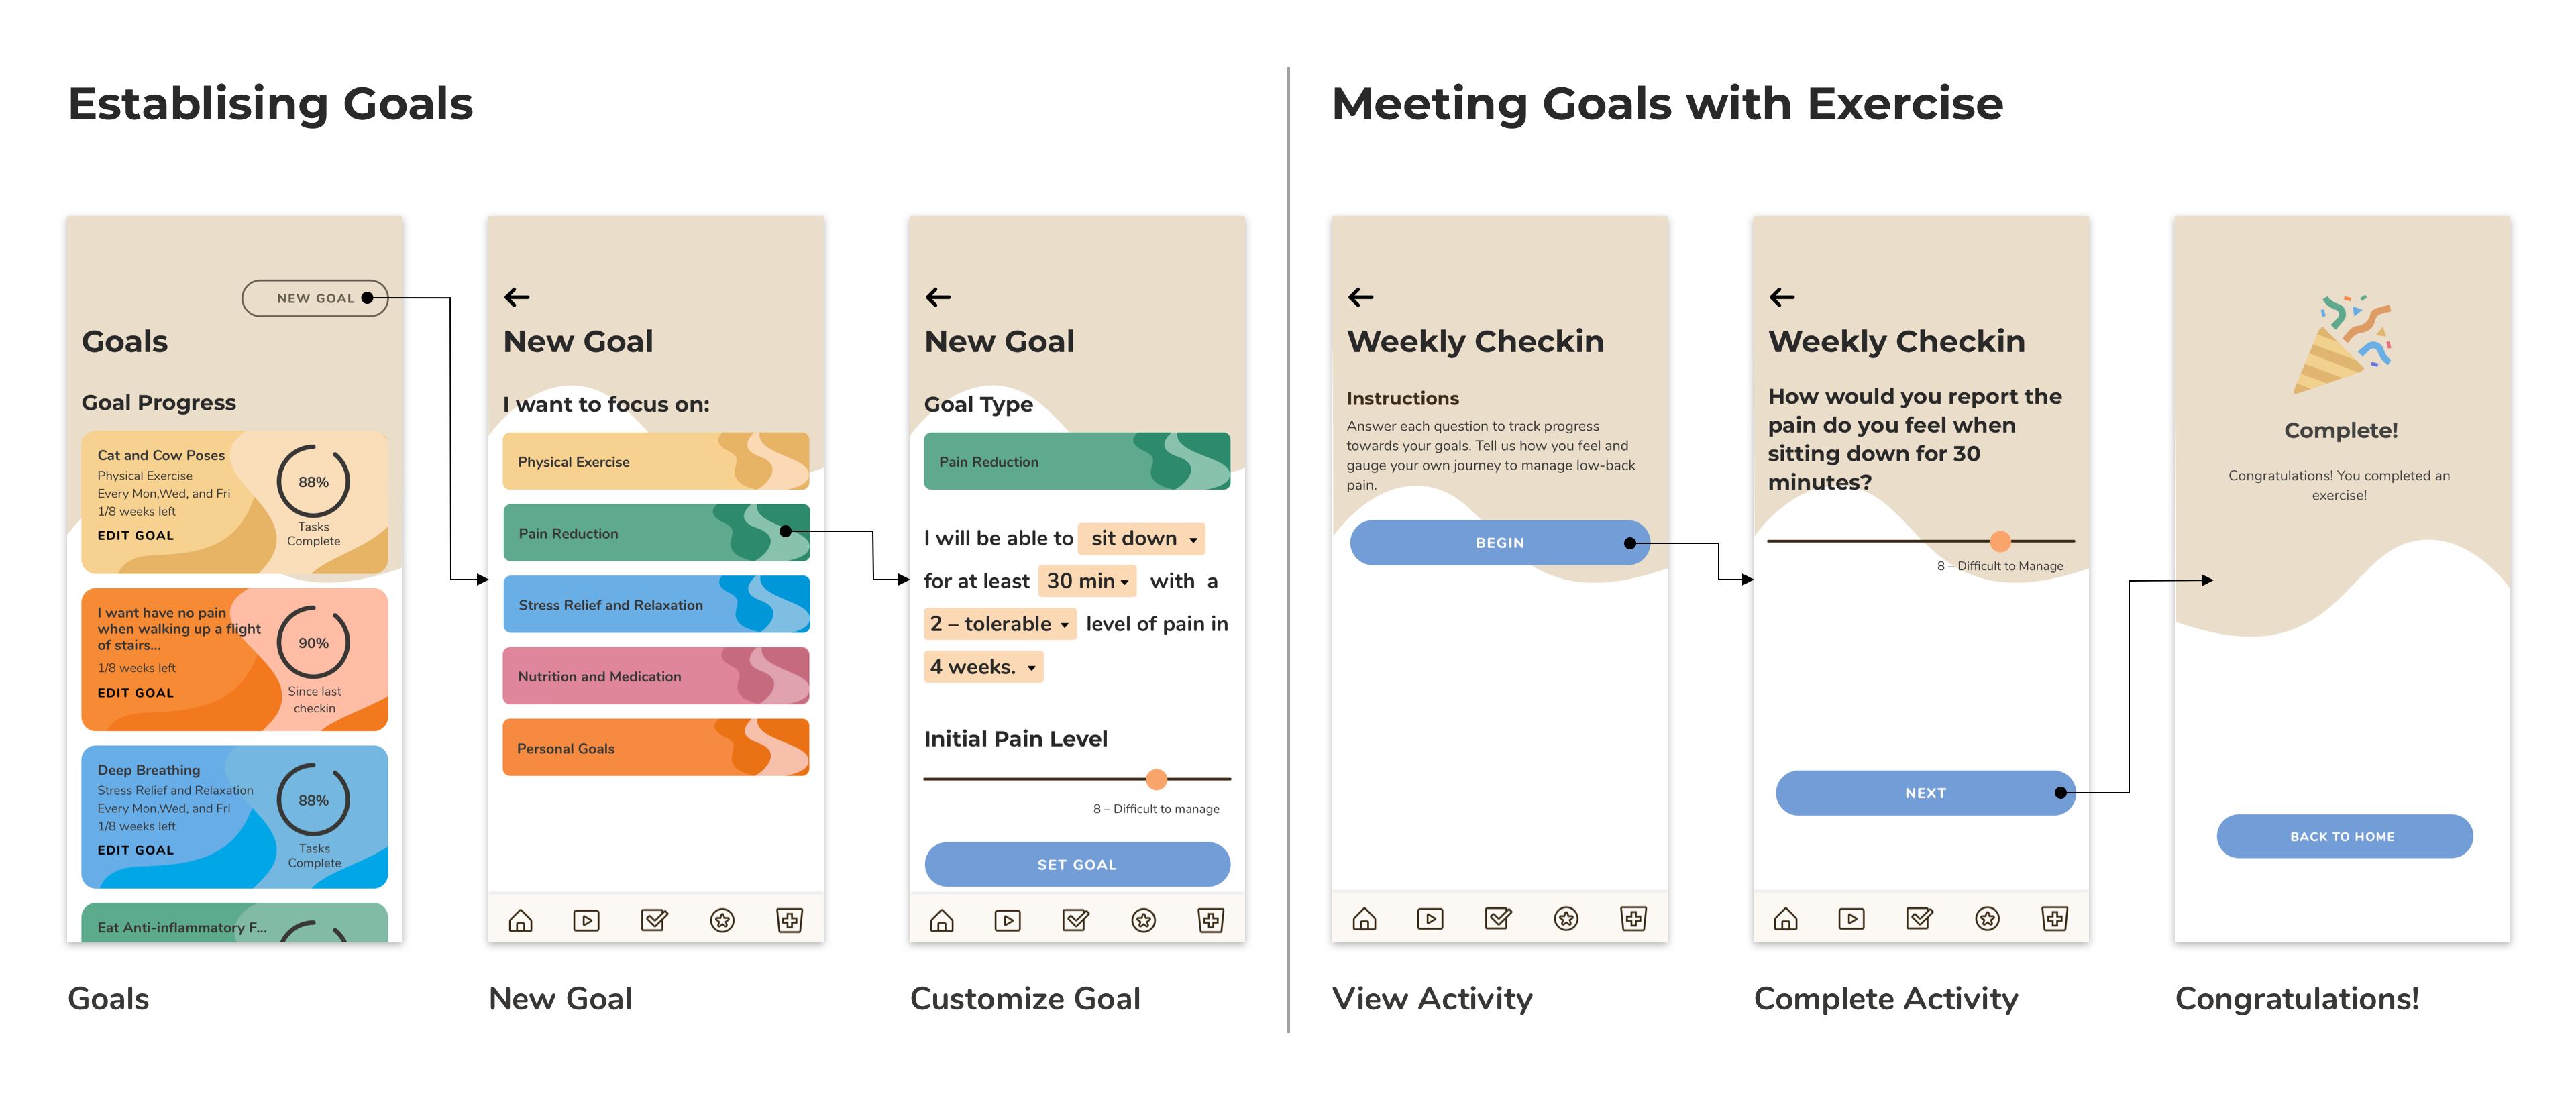 Establising Goals
Meeting Goals with Exercise
NEW GOAL
Goals
Goal Progress
Cat and Cow Poses
Physical Exercise
Every Mon,Wed, and Fri
1/8 weeks left
EDIT GOAL
88%
Tasks
Complete
I want have no pain
when walking up a flight
of stairs...
1/8 weeks left
EDIT GOAL
90%
Since last
checkin
Deep Breathing
Stress Relief and Relaxation
Every Mon,Wed, and Fri
1/8 weeks left
EDIT GOAL
88%
Tasks
Complete
Eat Anti-inflammatory F...
Goals
New Goal
I want to focus on:
Physical Exercise
Pain Reduction
Stress Relief and Relaxation
Nutrition and Medication
Personal Goals
New Goal
New Goal
Goal Type
Pain Reduction
I will be able to sit down
for at least 30 min with a
2 – tolerable level of pain in
4 weeks.
Initial Pain Level
8 – Difficult to manage
SET GOAL
Customize Goal
Weekly Checkin
Instructions
Answer each question to track progress
towards your goals. Tell us how you feel and
gauge your own journey to manage low-back
pain.
BEGIN
View Activity
Weekly Checkin
How would you report the
pain do you feel when
sitting down for 30
minutes?
8 – Difficult to Manage
NEXT
Complete Activity
Complete!
Congratulations! You completed an
exercise!
BACK TO HOME
Congratulations!